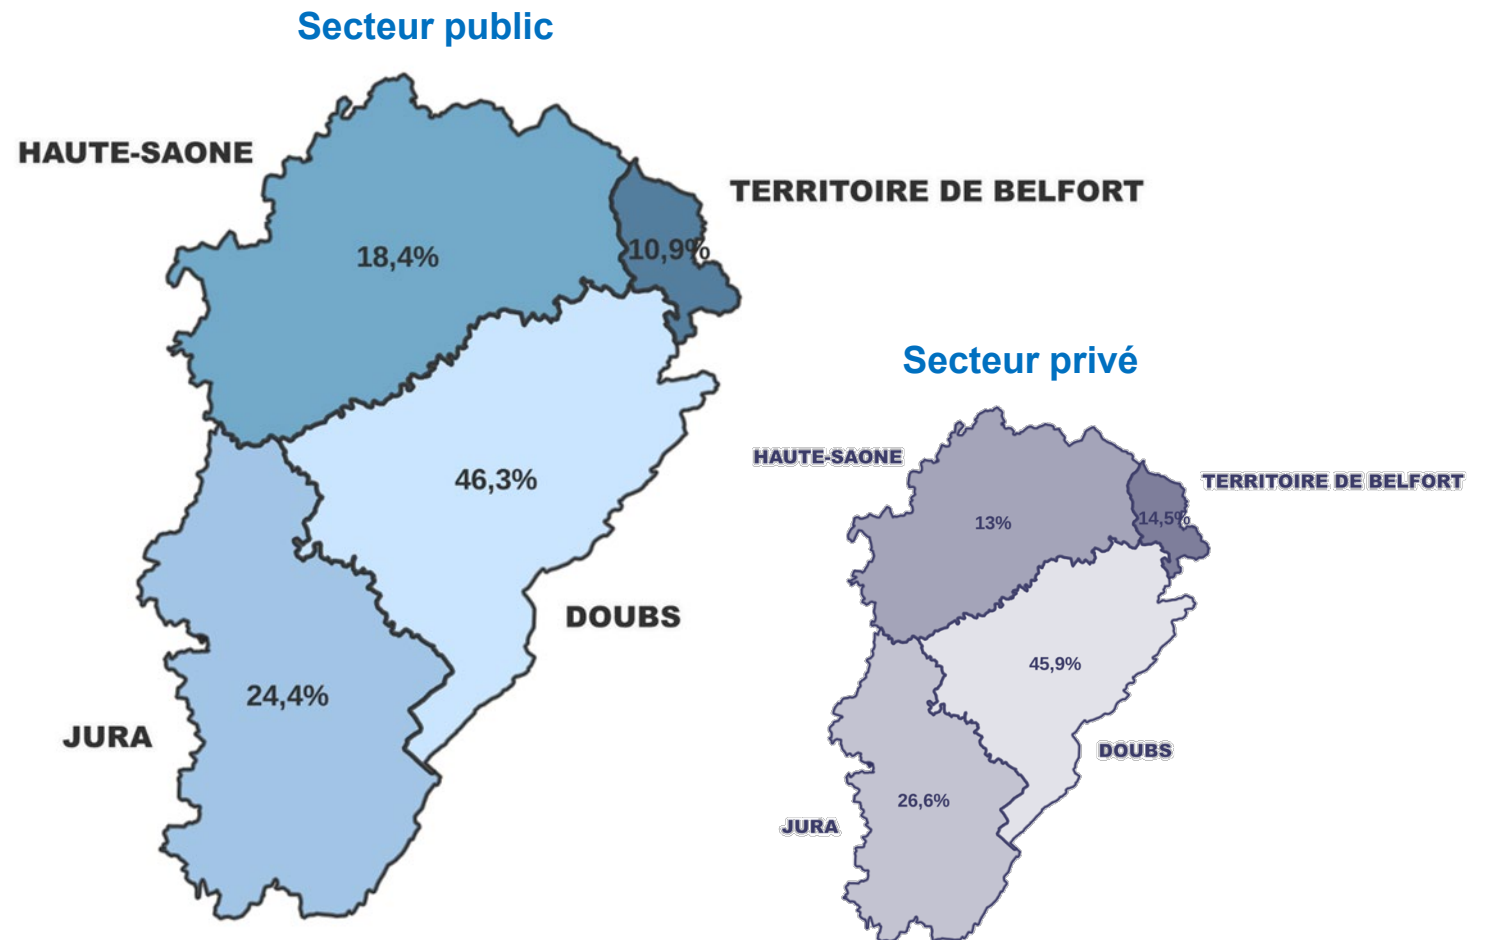 Secteur public
HAUTE-SAONE
TERRITOIRE DE BELFORT
18,4%
10,9%
46,3%
DOUBS
24,4%
JURA
Secteur privé
HAUTE-SAONE
TERRITOIRE DE BELFORT
13%
14,5%
45,9%
DOUBS
26,6%
JURA